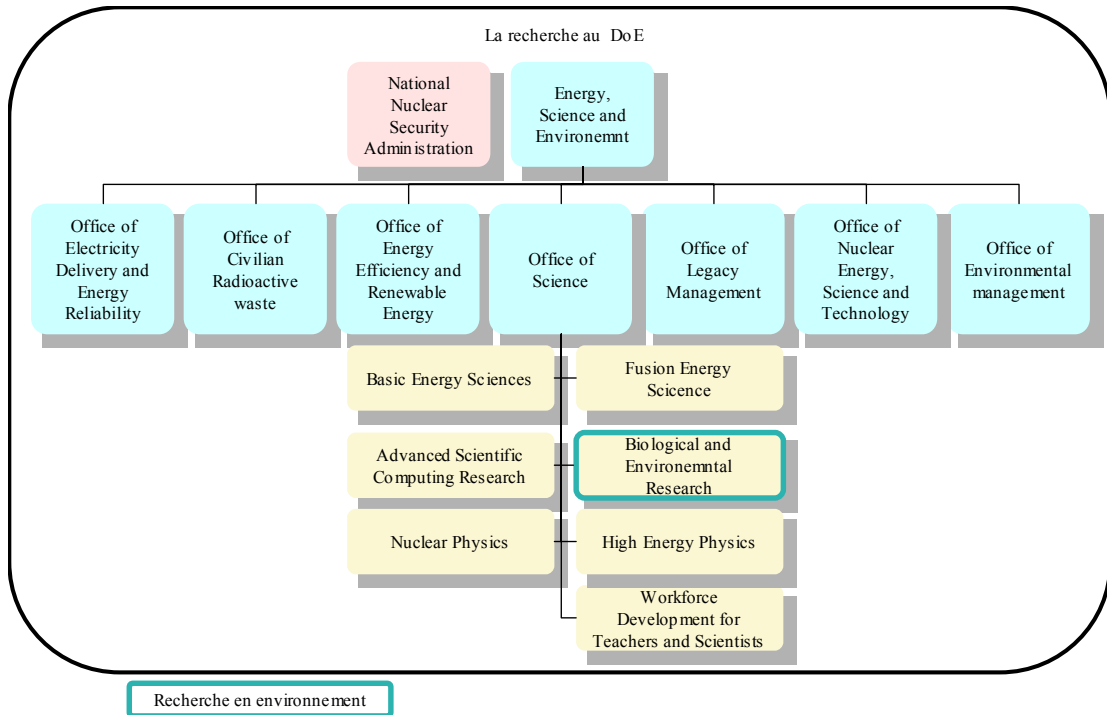 La recherche au DoE
National
Nuclear
Security
Administration
Energy,
Science and
Environemnt
Office of
Electricity
Delivery and
Energy
Reliability
Office of
Civilian
Radioactive
waste
Office of
Energy
Efficiency and
Renewable
Energy
Office of
Science
Office of
Legacy
Management
Office of
Nuclear
Energy,
Science and
Technology
Office of
Environmental
management
Basic Energy Sciences
Fusion Energy
Scicence
Advanced Scientific
Computing Research
Biological and
Environemntal
Research
Nuclear Physics
High Energy Physics
Workforce
Development for
Teachers and Scientists
Recherche en environnement